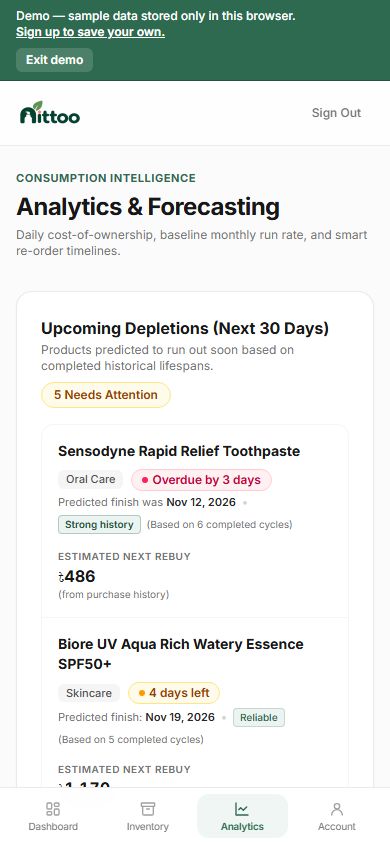 Demo — sample data stored only in this browser.
Sign up to save your own.
Exit demo
Nittoo
Sign Out
CONSUMPTION INTELLIGENCE
Analytics & Forecasting
Daily cost-of-ownership, baseline monthly run rate, and smart
re-order timelines.
Upcoming Depletions (Next 30 Days)
Products predicted to run out soon based on
completed historical lifespans.
5 Needs Attention
Sensodyne Rapid Relief Toothpaste
Oral Care
Overdue by 3 days
Predicted finish was Nov 12, 2026 •
Strong history (Based on 6 completed cycles)
ESTIMATED NEXT REBUY
৳486
(from purchase history)
Biore UV Aqua Rich Watery Essence
SPF50+
Skincare
4 days left
Predicted finish: Nov 19, 2026 • Reliable
(Based on 5 completed cycles)
ESTIMATED NEXT REBUY
৳1,170
Dashboard
Inventory
Analytics
Account